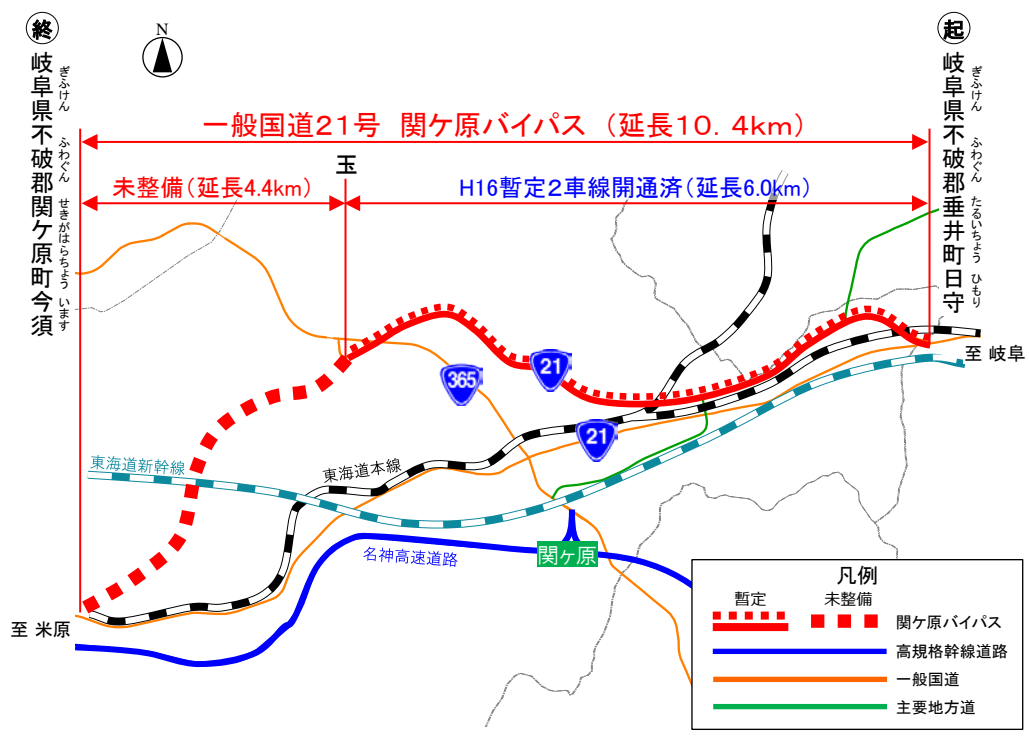 終
岐阜県不破郡関ケ原町今須
ぎふけん ふわぐん せきがはらちょう います
N
起
岐阜県不破郡垂井町日守
ぎふけん ふわぐん たるいちょう ひもり
一般国道21号 関ケ原バイパス (延長10.4km)
玉
未整備(延長4.4km)
H16暫定2車線開通済(延長6.0km)
至 岐阜
21
365
21
東海道新幹線
東海道本線
名神高速道路
関ヶ原
至 米原
凡例
暫定 未整備
関ケ原バイパス
高規格幹線道路
一般国道
主要地方道